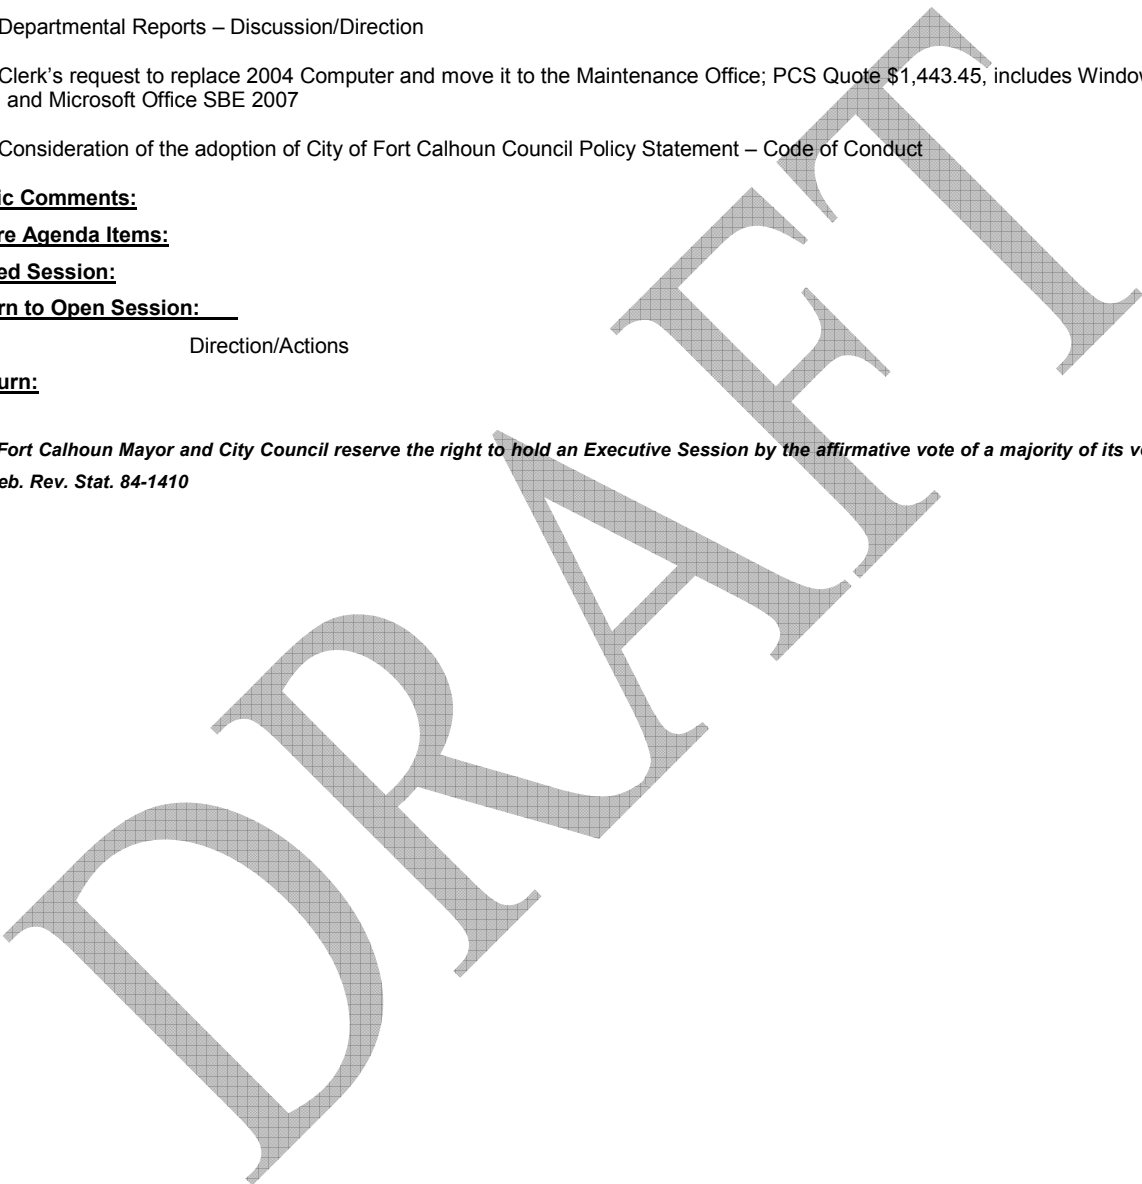 Departmental Reports – Discussion/Direction
Clerk's request to replace 2004 Computer and move it to the Maintenance Office; PCS Quote $1,443.45, includes Window
and Microsoft Office SBE 2007
Consideration of the adoption of City of Fort Calhoun Council Policy Statement – Code of Conduct
ic Comments:
re Agenda Items:
ed Session:
rn to Open Session:
Direction/Actions
urn:
Fort Calhoun Mayor and City Council reserve the right to hold an Executive Session by the affirmative vote of a majority of its v
eb. Rev. Stat. 84-1410
DRAFT